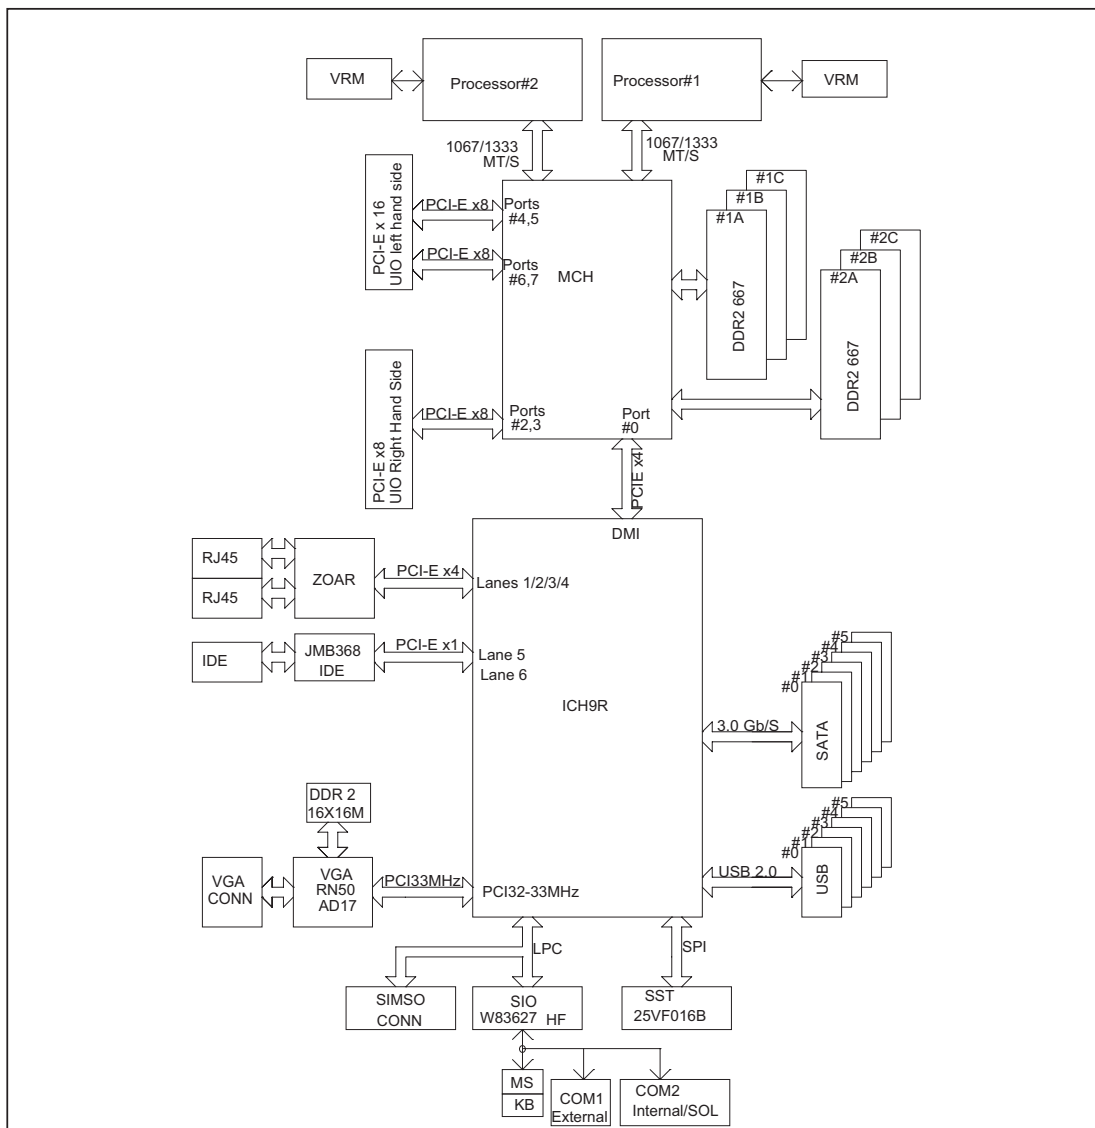 VRM
Processor#2
Processor#1
VRM
1067/1333
MT/S
1067/1333
MT/S
PCI-E x 16
UIO left hand side
PCI-E x8
Ports
#4,5
PCI-E x8
Ports
#6,7
MCH
#1C
#1B
#1A
DDR2 667
#2C
#2B
#2A
DDR2 667
PCI-E x8
UIO Right Hand Side
PCI-E x8
Ports
#2,3
Port
#0
PCIE x4
DMI
RJ45
RJ45
ZOAR
PCI-E x4
Lanes 1/2/3/4
IDE
JMB368
IDE
PCI-E x1
Lane 5
Lane 6
ICH9R
3.0 Gb/S
#5
#4
#3
#2
#1
#0
SATA
DDR 2
16X16M
VGA
CONN
VGA
RN50
AD17
PCI33MHz
PCI32-33MHz
USB 2.0
#5
#4
#3
#2
#1
#0
USB
LPC
SPI
SIMSO
CONN
SIO
W83627 HF
SST
25VF016B
MS
KB
COM1
External
COM2
Internal/SOL